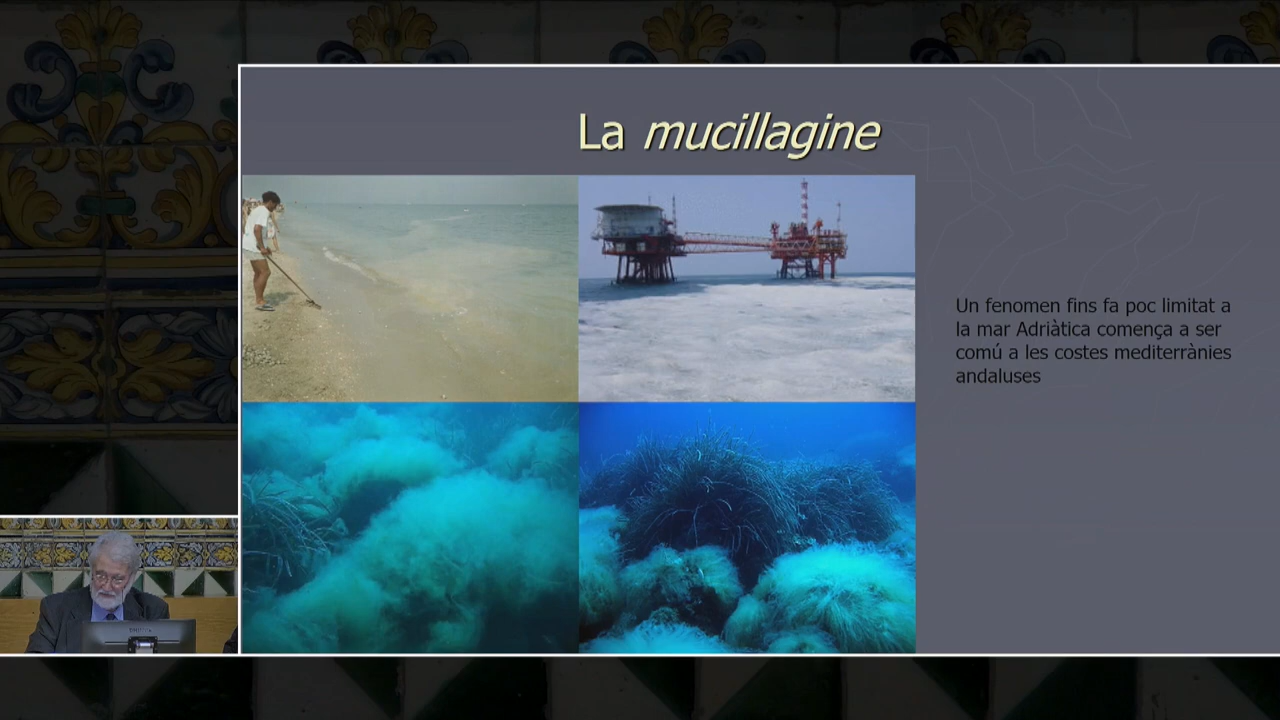 La mucillagine
Un fenomen fins fa poc limitat a
la mar Adriàtica comença a ser
comú a les costes mediterrànies
andaluses